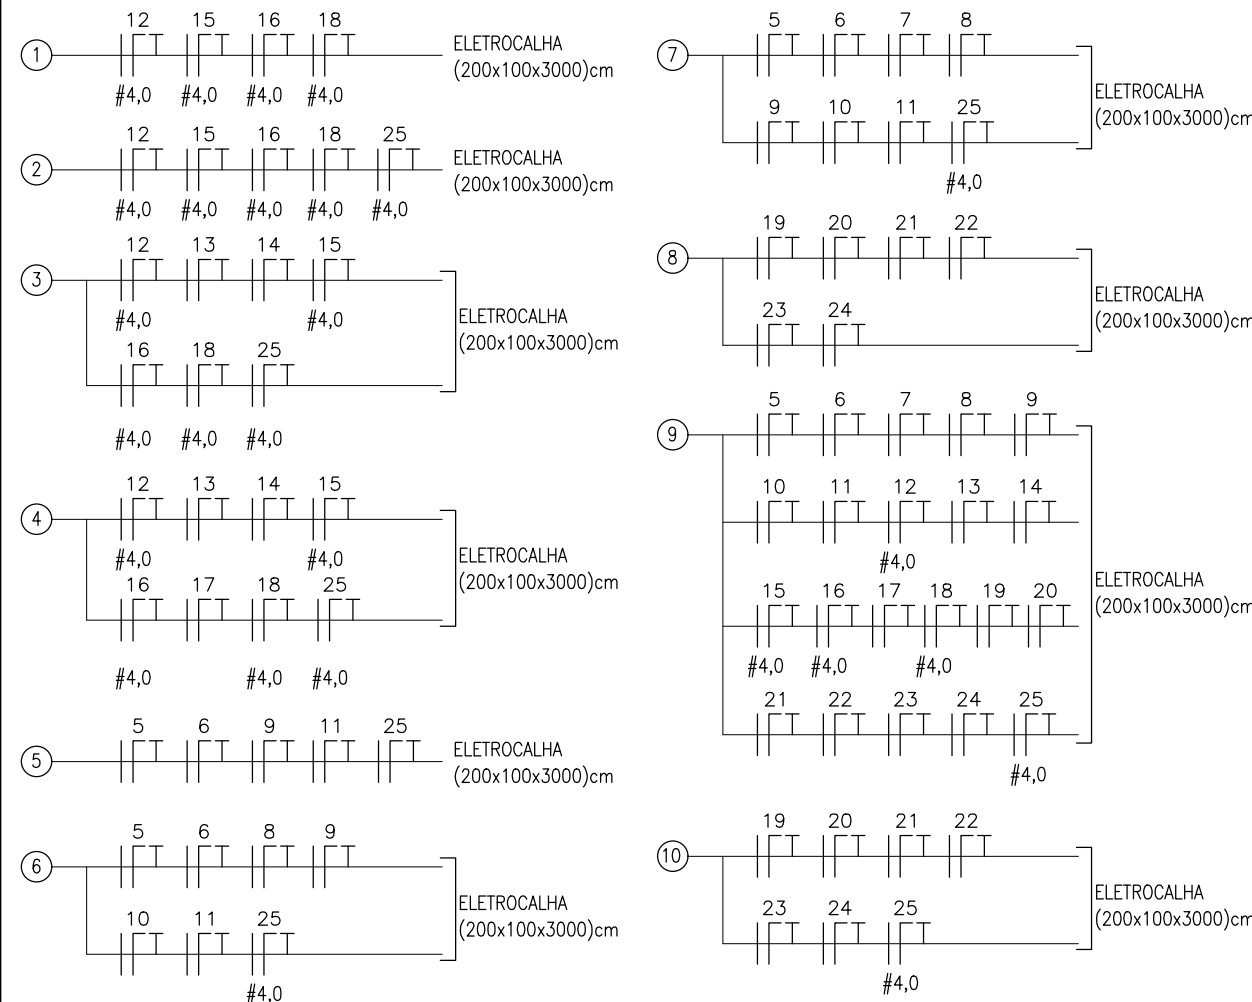 12 15 16 18
1
ELETROCALHA
(200x100x3000)cm
#4,0 #4,0 #4,0 #4,0
12 15 16 18 25
2
ELETROCALHA
(200x100x3000)cm
#4,0 #4,0 #4,0 #4,0 #4,0
12 13 14 15
3
#4,0 #4,0
ELETROCALHA
(200x100x3000)cm
16 18 25
#4,0 #4,0 #4,0
12 13 14 15
4
#4,0 #4,0
ELETROCALHA
(200x100x3000)cm
16 17 18 25
#4,0 #4,0 #4,0
5 6 9 11 25
5
ELETROCALHA
(200x100x3000)cm
5 6 8 9
6
ELETROCALHA
(200x100x3000)cm
10 11 25
#4,0
5 6 7 8
7
ELETROCALHA
(200x100x3000)cm
9 10 11 25
#4,0
19 20 21 22
8
ELETROCALHA
(200x100x3000)cm
23 24
5 6 7 8 9
9
10 11 12 13 14
#4,0
ELETROCALHA
(200x100x3000)cm
15 16 17 18 19 20
#4,0 #4,0 #4,0
21 22 23 24 25
#4,0
19 20 21 22
10
ELETROCALHA
(200x100x3000)cm
23 24 25
#4,0